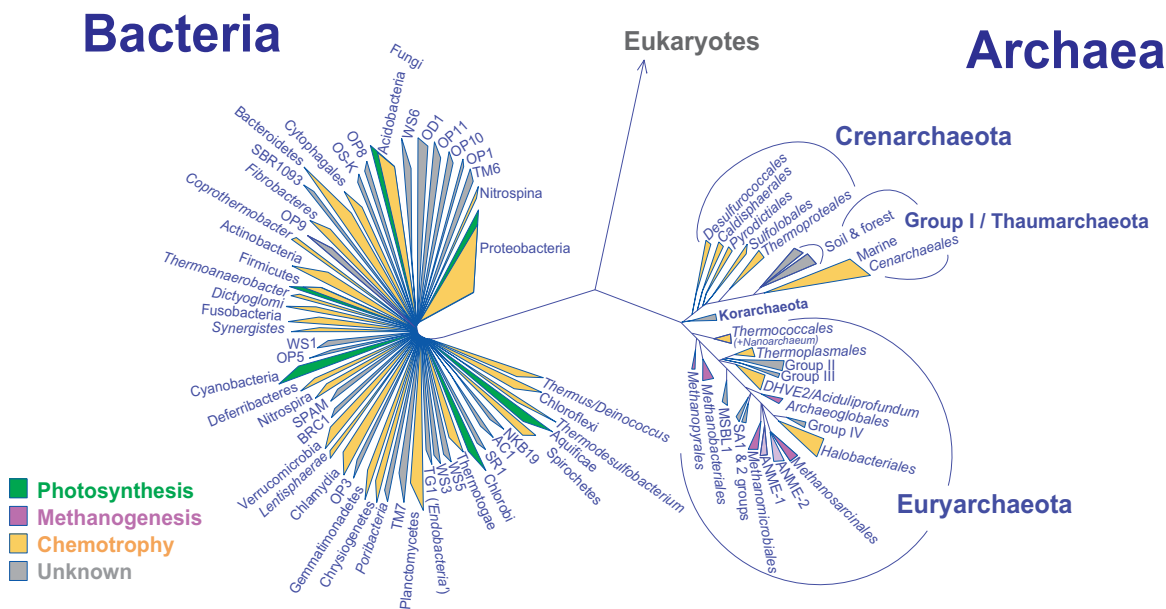 Bacteria
Eukaryotes
Archaea
Fungi
Acidobacteria
WS6
OD1
OP11
OP10
OP1
TM6
Nitrospina
Proteobacteria
OP8
OS-K
Cytophagales
Bacteroidetes
SBR1093
Fibrobacteres
OP9
Coprothermobacter
Actinobacteria
Firmicutes
Thermoanaerobacter
Dictyoglomi
Fusobacteria
Synergistes
WS1
OP5
Cyanobacteria
Deferribacteres
Nitrospira
SPAM
BRC1
Verrucomicrobia
Lentisphaerae
Chlamydia
OP3
Gemmatimonadetes
Chrysiogenetes
Poribacteria
TM7
Planctomycetes
TG1 ('Endobacteria')
WS3
WS5
Thermotogae
Chlorobi
SR1
AC1
NKB19
Spirochetes
Aquificae
Thermodesulfobacterium
Chloroflexi
Thermus/Deinococcus
Crenarchaeota
Desulfurococcales
Caldisphaerales
Pyrodictiales
Sulfolobales
Thermoproteales
Group I / Thaumarchaeota
Soil & forest
Marine
Cenarchaeales
Korarchaeota
Thermococcales
(+Nanoarchaeum)
Thermoplasmales
Group II
Group III
DHVE2/Aciduliprofundum
Archaeoglobales
Group IV
Halobacteriales
Methanosarcinales
ANME-2
ANME-1
Methanomicrobiales
SA1 & 2 groups
MSBL1
Methanobacteriales
Methanopyrales
Euryarchaeota
Photosynthesis
Methanogenesis
Chemotrophy
Unknown